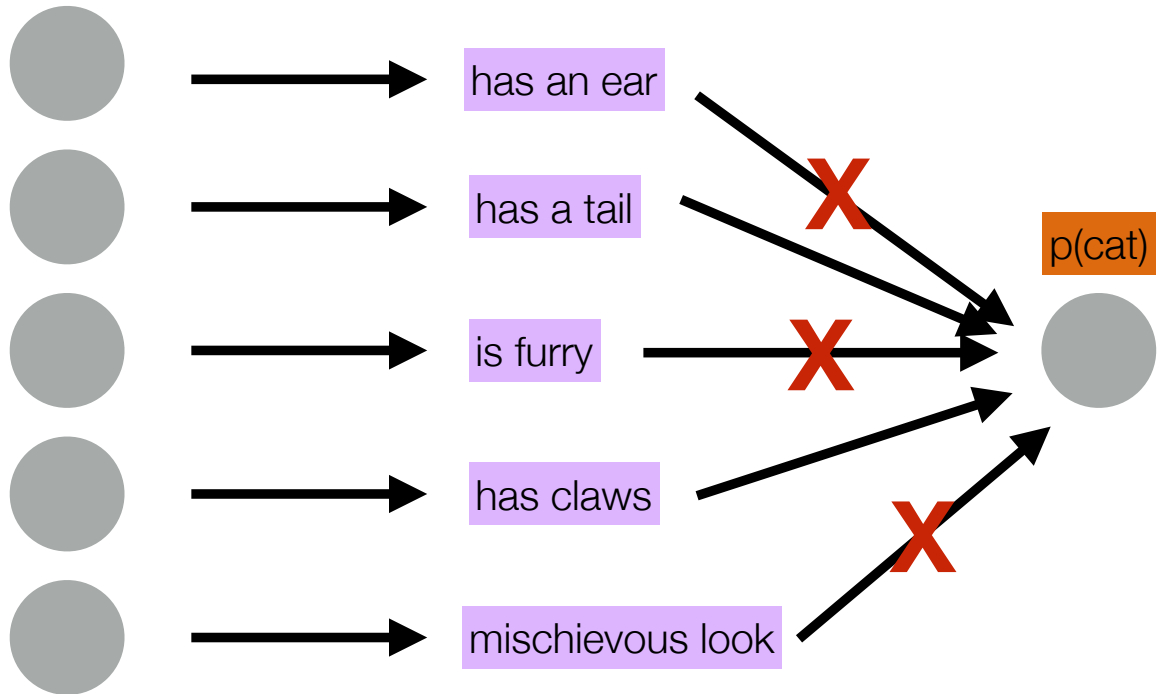 has an ear
X
has a tail
p(cat)
is furry
X
has claws
X
mischievous look